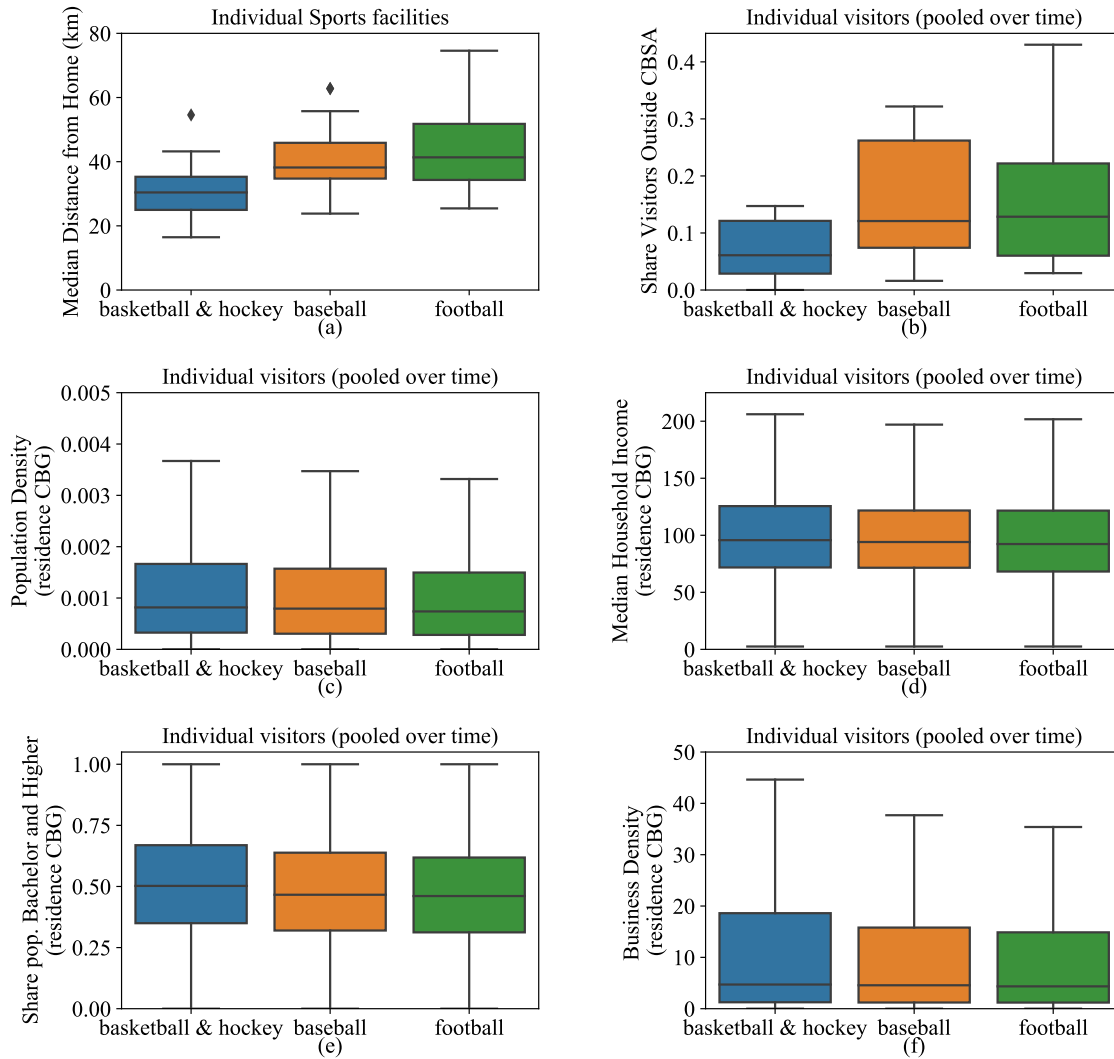 Individual Sports facilities
Median Distance from Home (km)
80
60
40
20
0
basketball & hockey
baseball
football
(a)
Individual visitors (pooled over time)
Share Visitors Outside CBSA
0.4
0.3
0.2
0.1
0.0
basketball & hockey
baseball
football
(b)
Individual visitors (pooled over time)
Population Density
(residence CBG)
0.005
0.004
0.003
0.002
0.001
0.000
basketball & hockey
baseball
football
(c)
Individual visitors (pooled over time)
Median Household Income
(residence CBG)
200
150
100
50
0
basketball & hockey
baseball
football
(d)
Individual visitors (pooled over time)
Share pop. Bachelor and Higher
(residence CBG)
1.00
0.75
0.50
0.25
0.00
basketball & hockey
baseball
football
(e)
Individual visitors (pooled over time)
Business Density
(residence CBG)
50
40
30
20
10
0
basketball & hockey
baseball
football
(f)